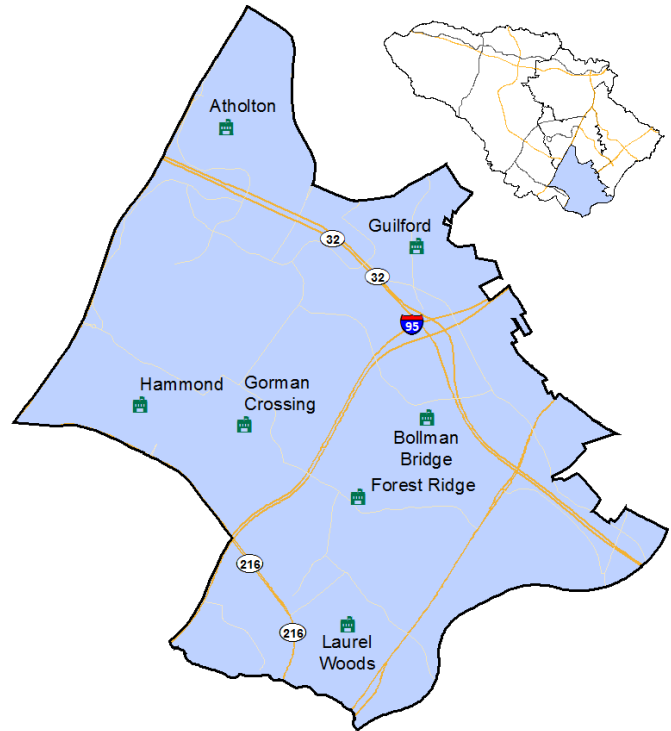 Atholton
Guilford
32
32
95
Hammond
Gorman
Crossing
Bollman
Bridge
Forest Ridge
216
216
Laurel
Woods